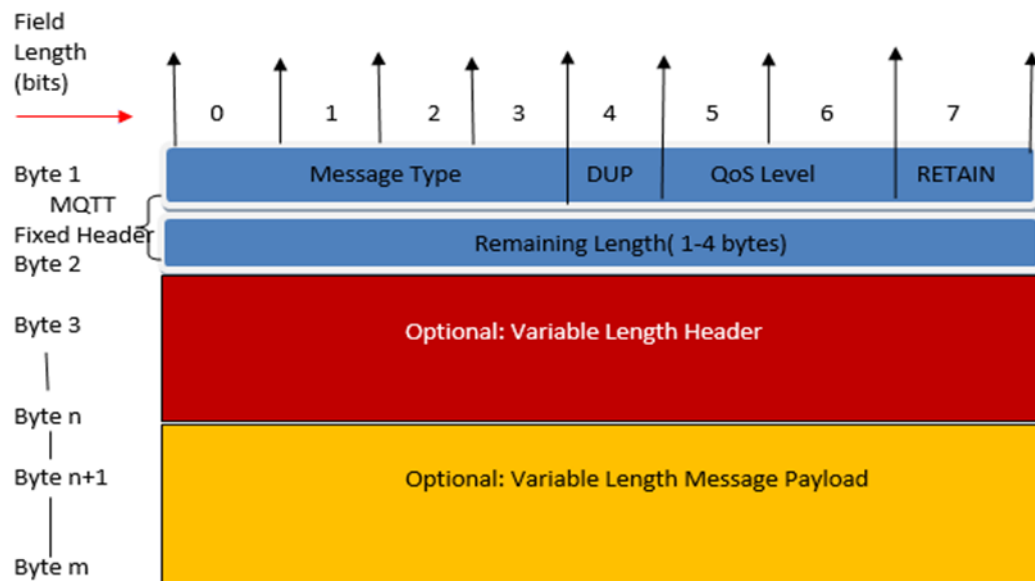 Field
Length
(bits)
0 1 2 3 4 5 6 7
Byte 1 Message Type DUP QoS Level RETAIN
MQTT
Fixed Header
Remaining Length( 1-4 bytes)
Byte 2
Byte 3 Optional: Variable Length Header
Byte n
Byte n+1 Optional: Variable Length Message Payload
Byte m